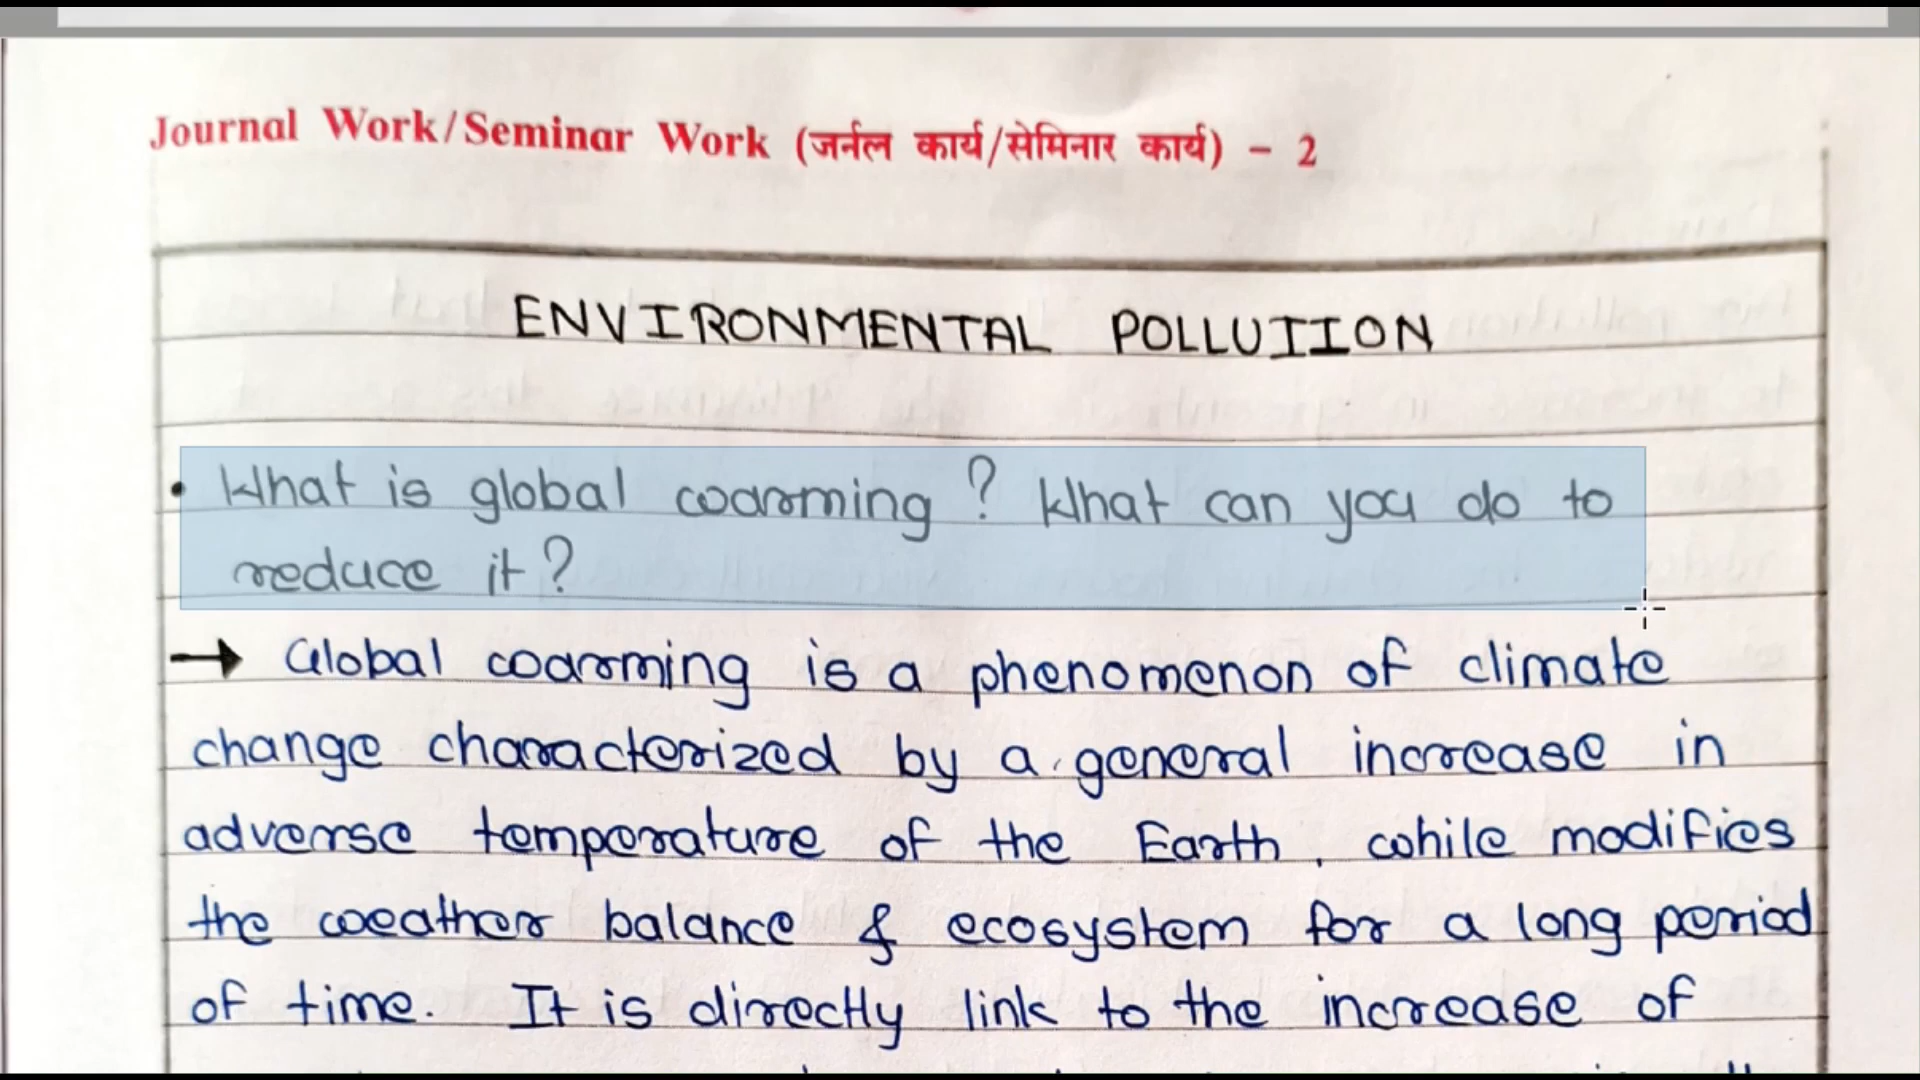 Journal Work/Seminar Work (जर्नल कार्य/सेमिनार कार्य) – 2
ENVIRONMENTAL POLLUTION
• What is global warming? What can you do to
reduce it?
→ Global warming is a phenomenon of climate
change characterized by a general increase in
adverse temperature of the Earth, while modifies
the weather balance & ecosystem for a long period
of time. It is directly link to the increase of